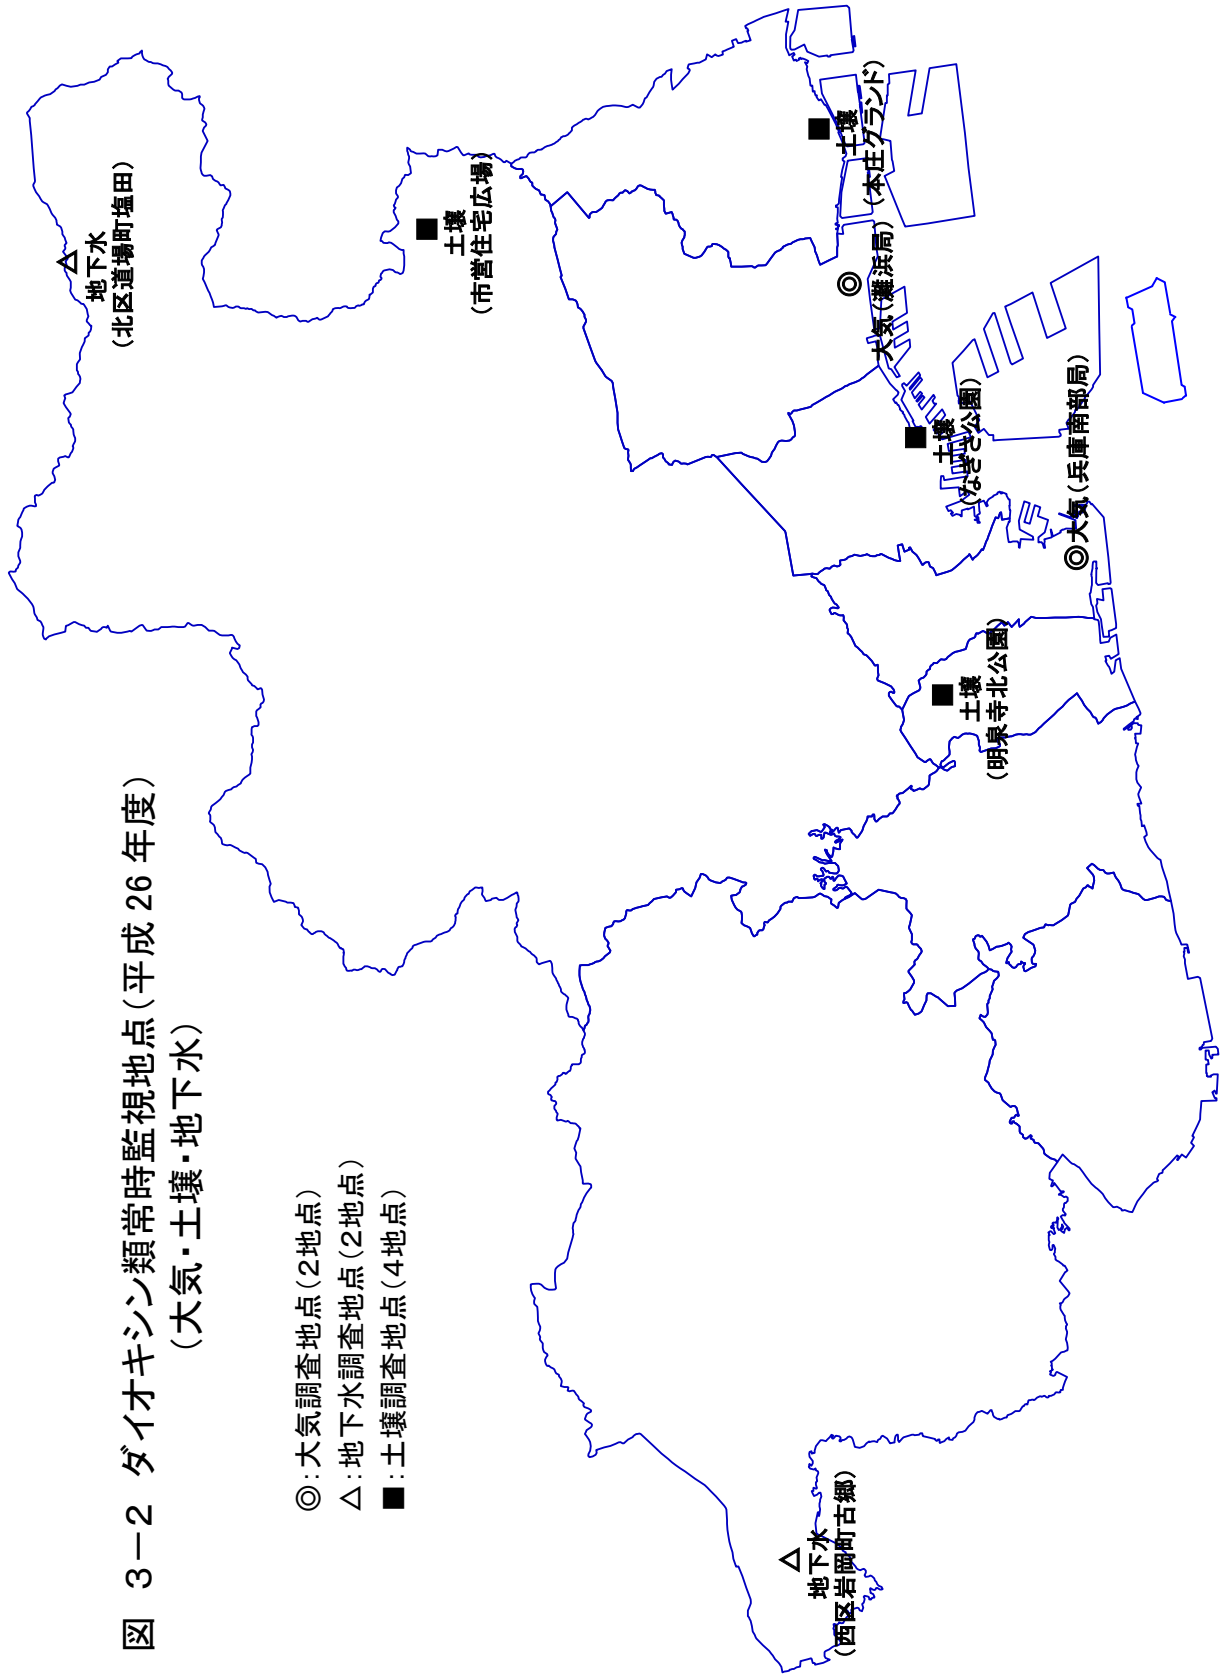 図 3－2 ダイオキシン類常時監視地点（平成 26 年度）
（大気・土壌・地下水）
◎：大気調査地点（2地点）
△：地下水調査地点（2地点）
■：土壌調査地点（4地点）
△
地下水
（北区道場町塩田）
■
土壌
（市営住宅広場）
■
土壌
（本庄グランド）
◎
大気（灘浜局）
■
土壌
（なぎさ公園）
◎大気（兵庫南部局）
■
土壌
（明泉寺北公園）
△
地下水
（西区岩岡町古郷）